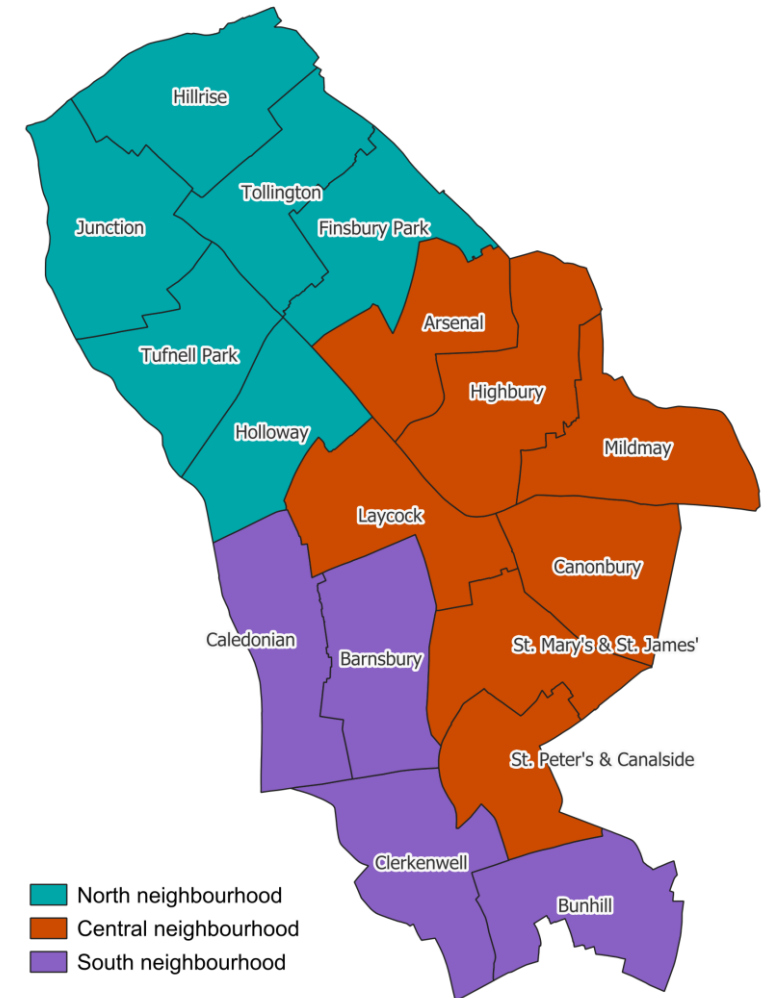 Hillrise
Tollington
Junction
Finsbury Park
Arsenal
Tufnell Park
Highbury
Holloway
Mildmay
Laycock
Canonbury
Caledonian
St. Mary's & St. James'
Barnsbury
St. Peter's & Canalside
Clerkenwell
Bunhill
North neighbourhood
Central neighbourhood
South neighbourhood